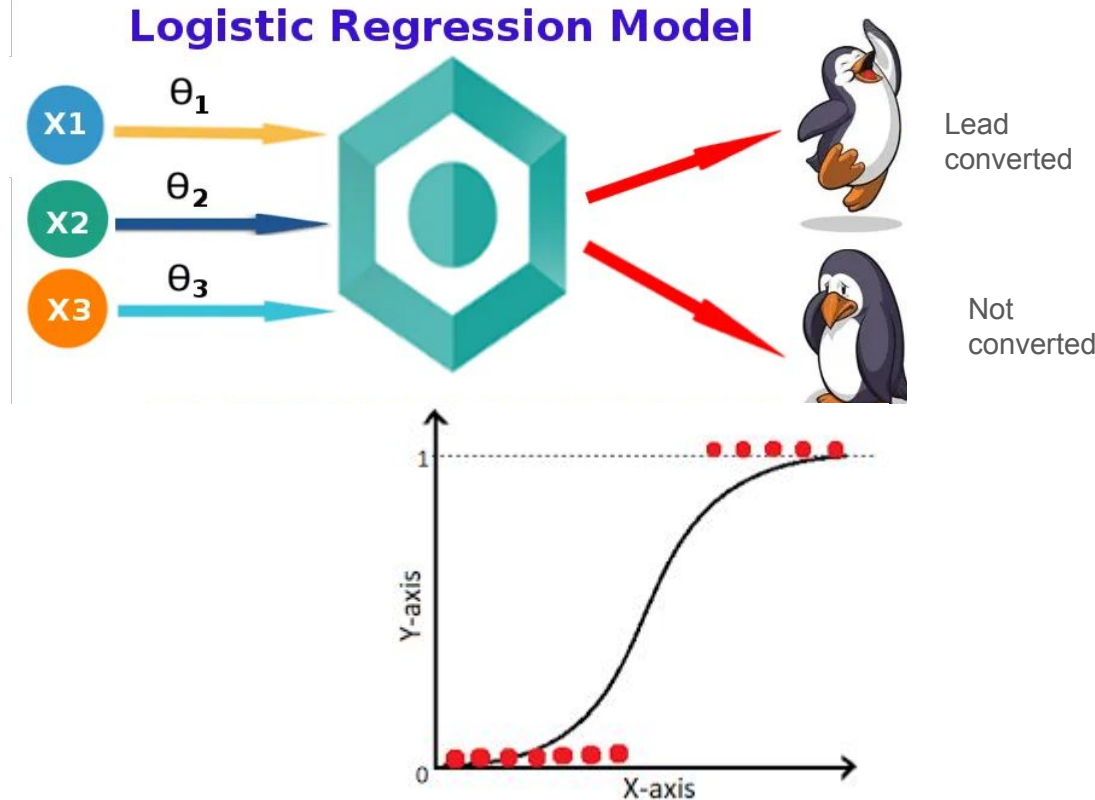 Logistic Regression Model
X1
θ1
X2
θ2
X3
θ3
Lead
converted
Not
converted
1
Y-axis
0
X-axis